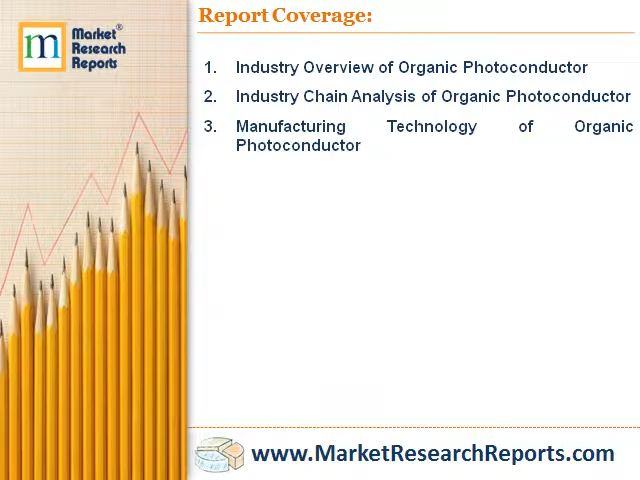 Report Coverage:
m
Market®
Research
Reports
1. Industry Overview of Organic Photoconductor
2. Industry Chain Analysis of Organic Photoconductor
3. Manufacturing Technology of Organic
Photoconductor
www.MarketResearchReports.com